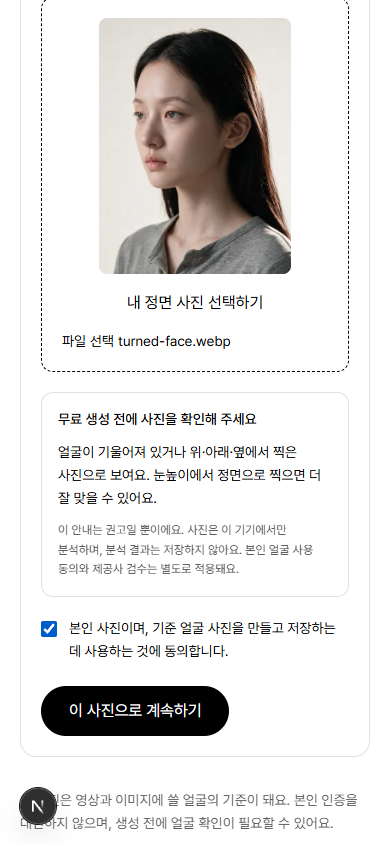 내 정면 사진 선택하기
파일 선택 turned-face.webp
무료 생성 전에 사진을 확인해 주세요
얼굴이 기울어져 있거나 위·아래·옆에서 찍은
사진으로 보여요. 눈높이에서 정면으로 찍으면 더
잘 맞을 수 있어요.
이 안내는 권고일 뿐이에요. 사진은 이 기기에서만
분석하며, 분석 결과는 저장하지 않아요. 본인 얼굴 사용
동의와 제공사 검수는 별도로 적용돼요.
본인 사진이며, 기준 얼굴 사진을 만들고 저장하는
데 사용하는 것에 동의합니다.
이 사진으로 계속하기
영상과 이미지에 쓸 얼굴의 기준이 돼요. 본인 인증을
않으며, 생성 전에 얼굴 확인이 필요할 수 있어요.
N